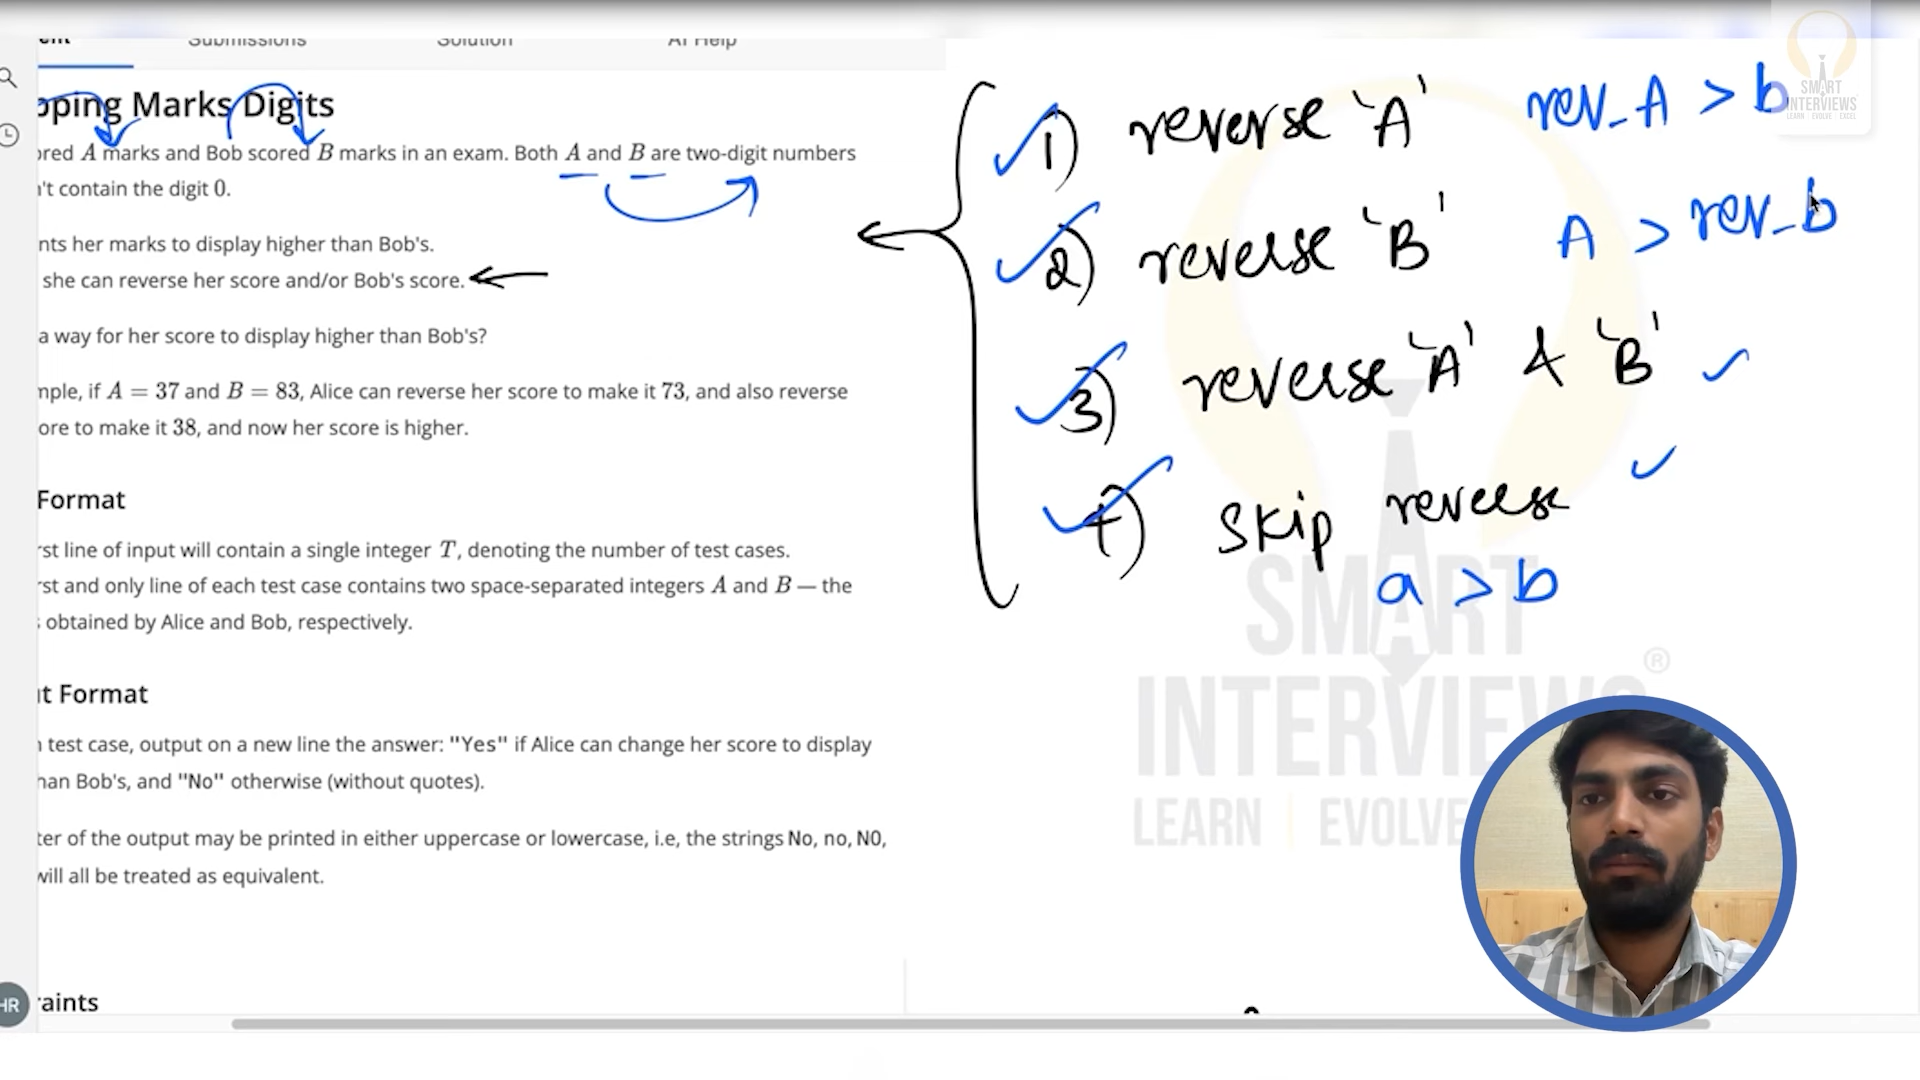 Submissions Solution AI Help
pping Marks Digits
ored A marks and Bob scored B marks in an exam. Both A and B are two-digit numbers
n't contain the digit 0.
nts her marks to display higher than Bob's.
she can reverse her score and/or Bob's score.
a way for her score to display higher than Bob's?
mple, if A = 37 and B = 83, Alice can reverse her score to make it 73, and also reverse
ore to make it 38, and now her score is higher.
Format
rst line of input will contain a single integer T, denoting the number of test cases.
rst and only line of each test case contains two space-separated integers A and B — the
obtained by Alice and Bob, respectively.
t Format
test case, output on a new line the answer: "Yes" if Alice can change her score to display
han Bob's, and "No" otherwise (without quotes).
ter of the output may be printed in either uppercase or lowercase, i.e, the strings No, no, NO,
will all be treated as equivalent.
raints
HR
1) reverse 'A' rev_A > b
2) reverse 'B' A > rev_b
3) reverse 'A' & 'B'
4) skip reverse
a > b
SMART
INTERVIEWS
LEARN | EVOLVE | EXCEL
SMART
INTERVIEWS®
LEARN | EVOLVE